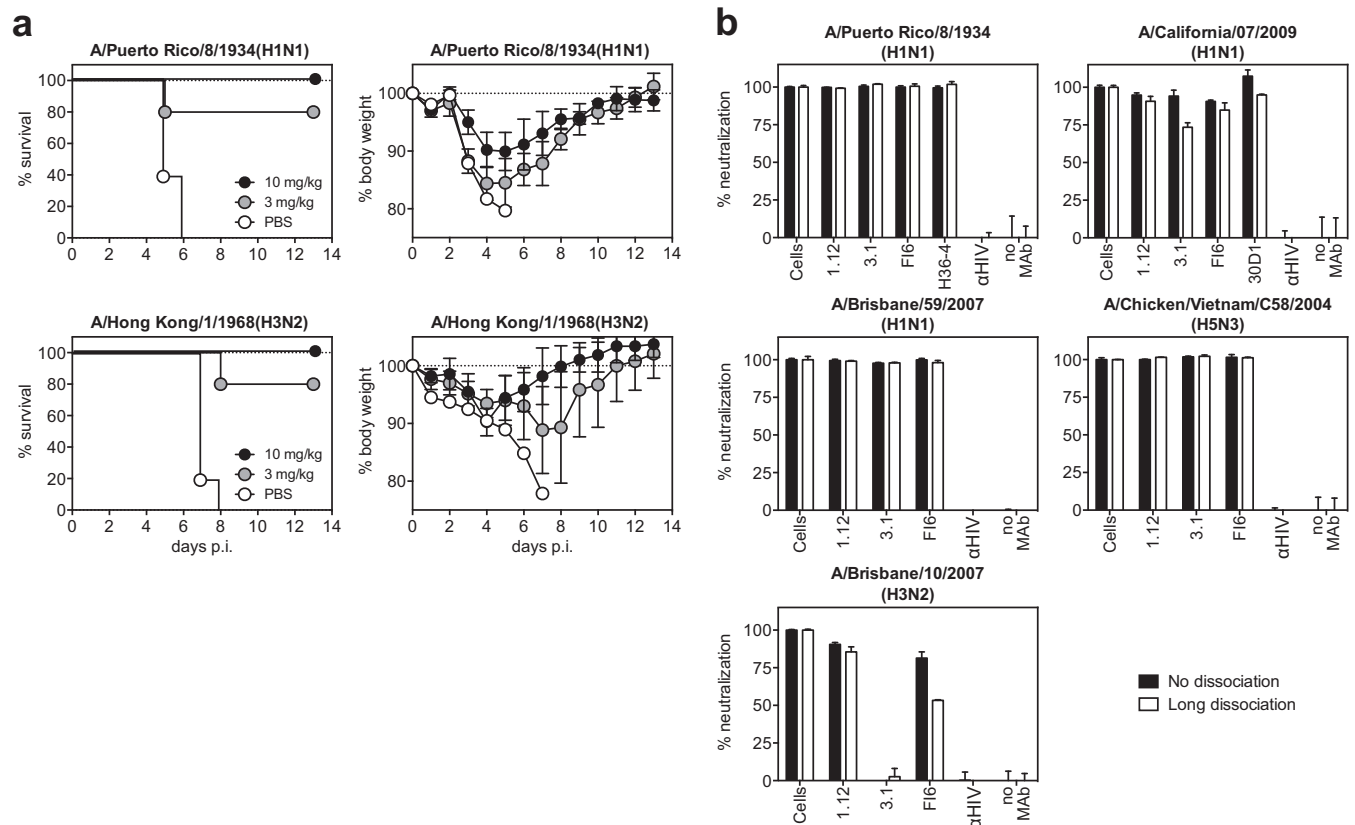 a
A/Puerto Rico/8/1934(H1N1)
% survival
100
80
60
40
20
0
10 mg/kg
3 mg/kg
PBS
0 2 4 6 8 10 12 14
A/Puerto Rico/8/1934(H1N1)
% body weight
100
90
80
0 2 4 6 8 10 12 14
A/Hong Kong/1/1968(H3N2)
% survival
100
80
60
40
20
0
10 mg/kg
3 mg/kg
PBS
0 2 4 6 8 10 12 14
days p.i.
A/Hong Kong/1/1968(H3N2)
% body weight
100
90
80
0 2 4 6 8 10 12 14
days p.i.
b
A/Puerto Rico/8/1934
(H1N1)
% neutralization
100
75
50
25
0
Cells 1.12 3.1 FI6 H36-4 αHIV no
MAb
A/California/07/2009
(H1N1)
100
75
50
25
0
Cells 1.12 3.1 FI6 30D1 αHIV no
MAb
A/Brisbane/59/2007
(H1N1)
% neutralization
100
75
50
25
0
Cells 1.12 3.1 FI6 αHIV no
MAb
A/Chicken/Vietnam/C58/2004
(H5N3)
100
75
50
25
0
Cells 1.12 3.1 FI6 αHIV no
MAb
A/Brisbane/10/2007
(H3N2)
% neutralization
100
75
50
25
0
Cells 1.12 3.1 FI6 αHIV no
MAb
No dissociation
Long dissociation